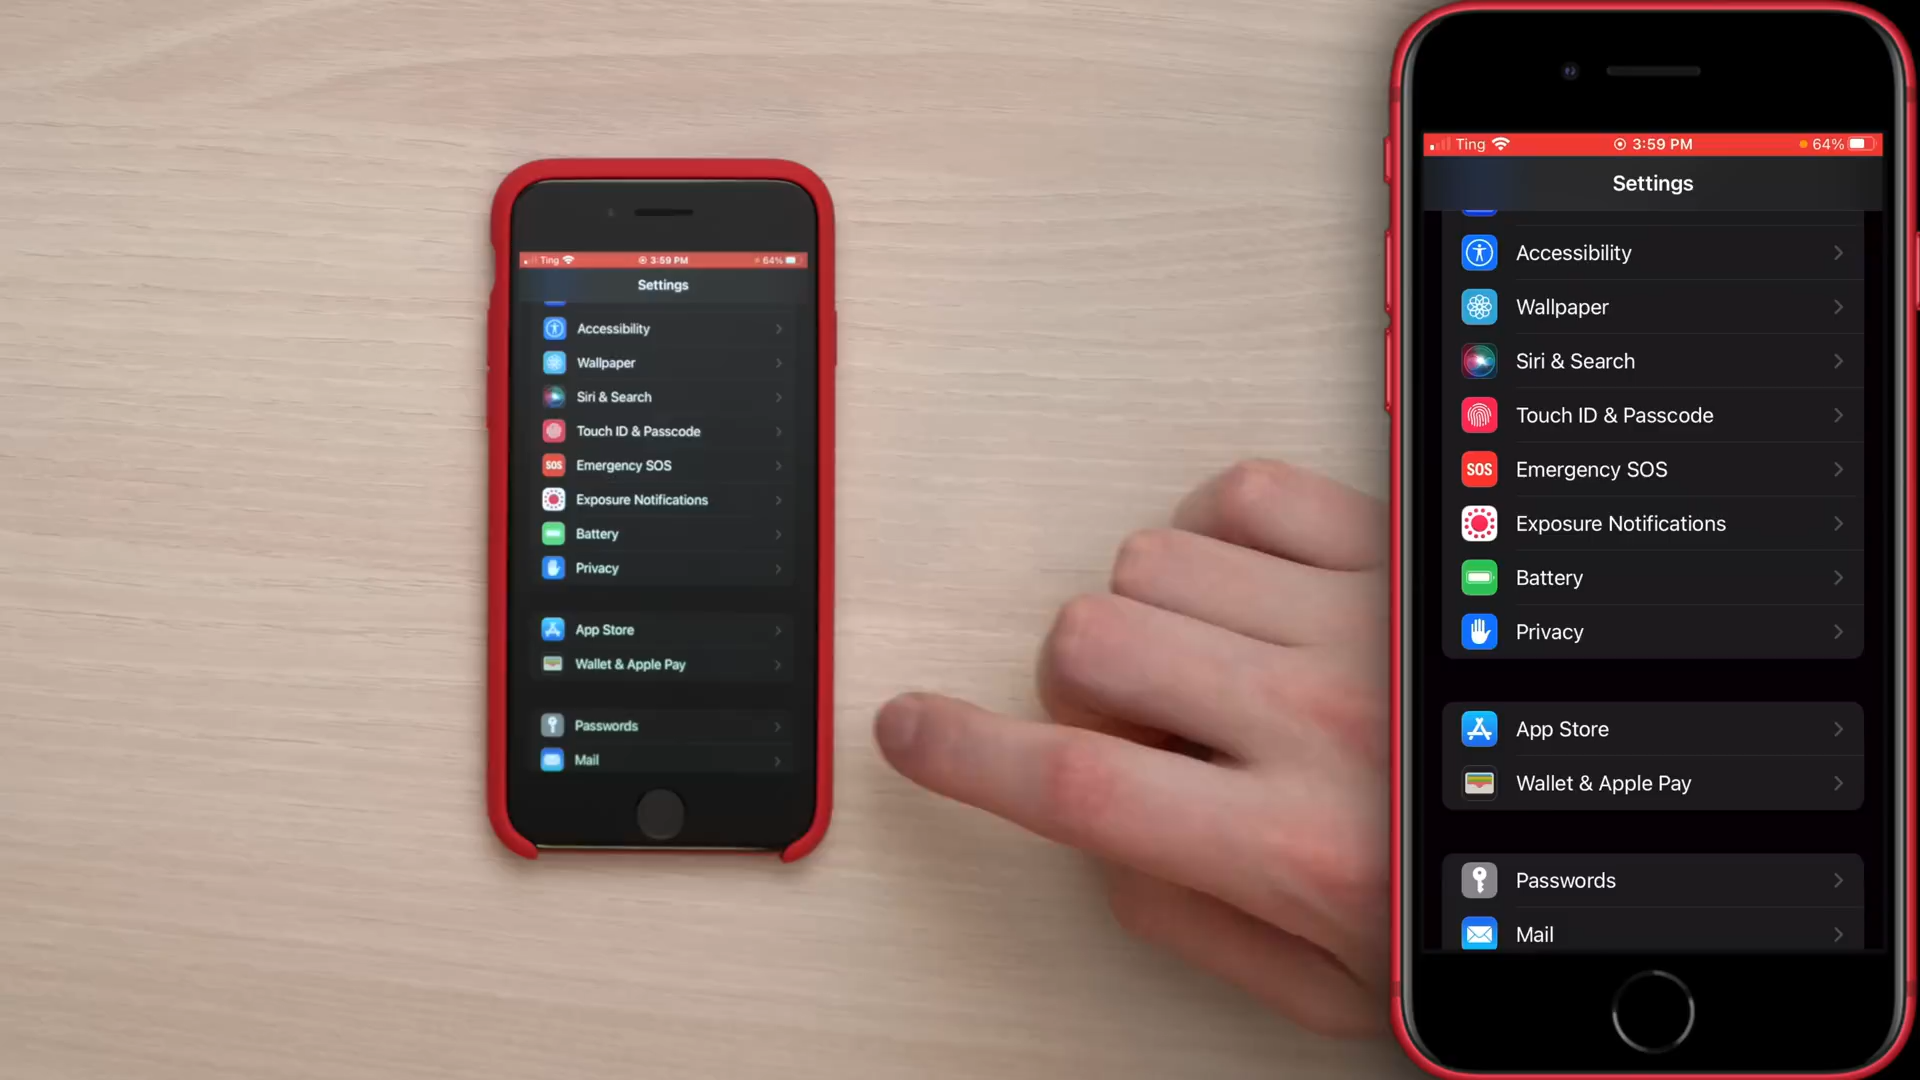 Ting 3:59 PM 64%
Settings
Accessibility
Wallpaper
Siri & Search
Touch ID & Passcode
SOS Emergency SOS
Exposure Notifications
Battery
Privacy
App Store
Wallet & Apple Pay
Passwords
Mail
Ting 3:59 PM 64%
Settings
Accessibility
Wallpaper
Siri & Search
Touch ID & Passcode
SOS Emergency SOS
Exposure Notifications
Battery
Privacy
App Store
Wallet & Apple Pay
Passwords
Mail